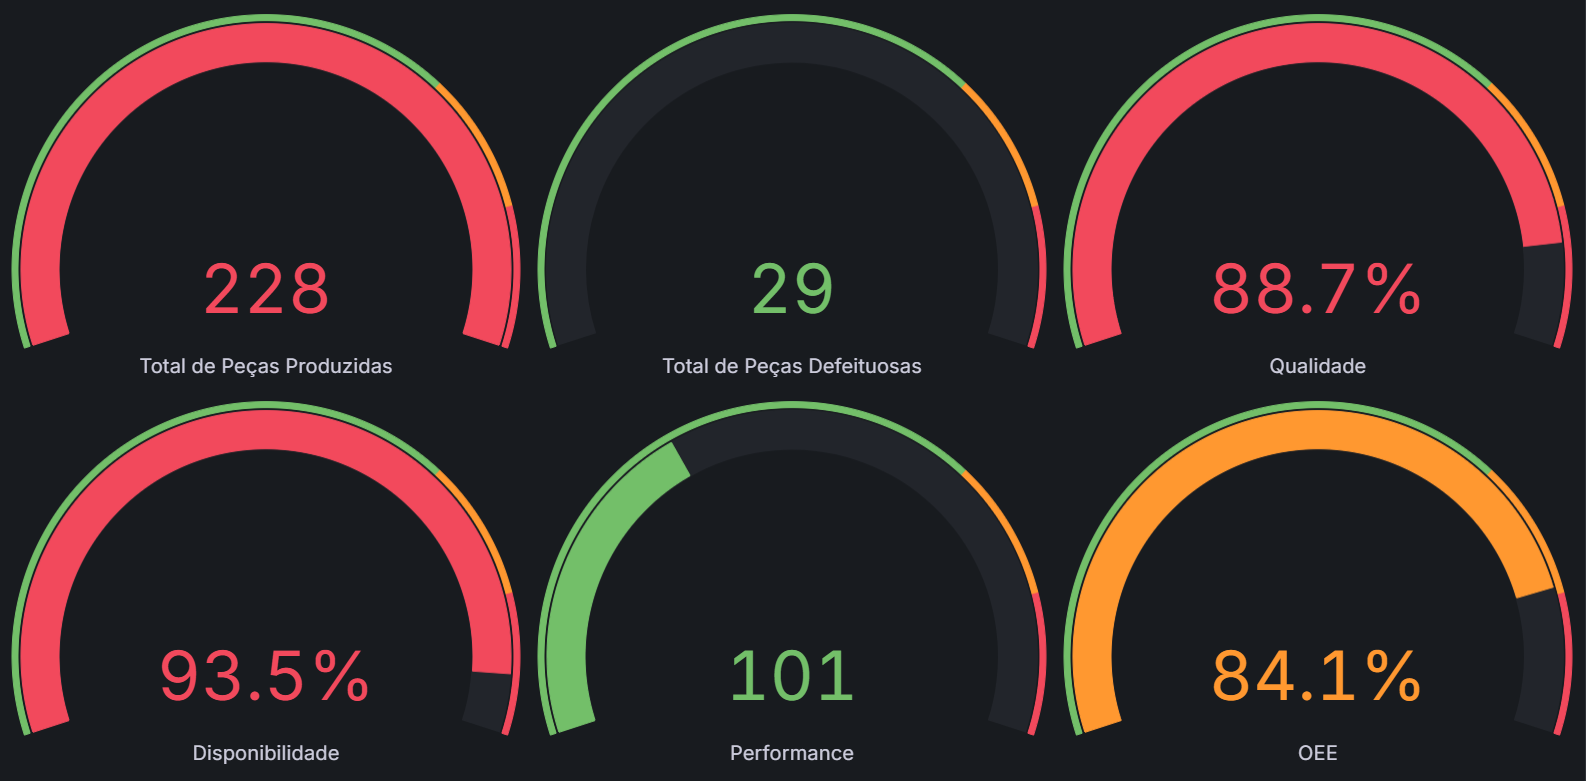 228
Total de Peças Produzidas
29
Total de Peças Defeituosas
88.7%
Qualidade
93.5%
Disponibilidade
101
Performance
84.1%
OEE